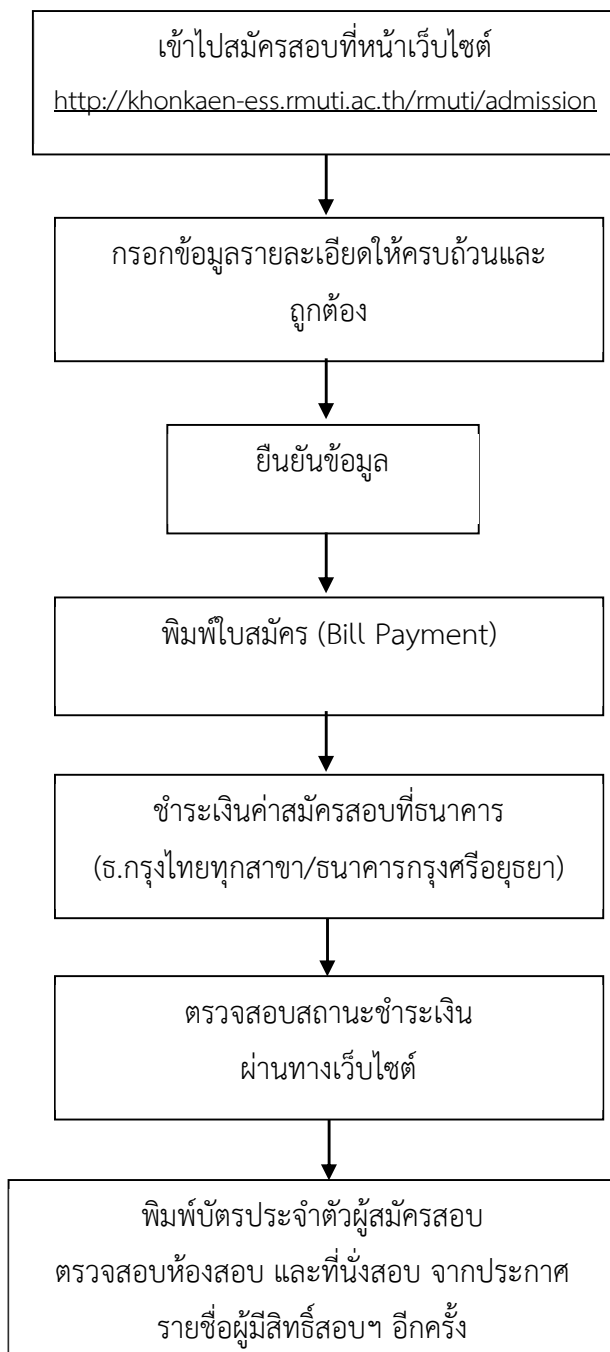 เข้าไปสมัครสอบที่หน้าเว็บไซต์
http://khonkaen-ess.rmuti.ac.th/rmuti/admission
กรอกข้อมูลรายละเอียดให้ครบถ้วนและ
ถูกต้อง
ยืนยันข้อมูล
พิมพ์ใบสมัคร (Bill Payment)
ชำระเงินค่าสมัครสอบที่ธนาคาร
(ธ.กรุงไทยทุกสาขา/ธนาคารกรุงศรีอยุธยา)
ตรวจสอบสถานะชำระเงิน
ผ่านทางเว็บไซต์
พิมพ์บัตรประจำตัวผู้สมัครสอบ
ตรวจสอบห้องสอบ และที่นั่งสอบ จากประกาศ
รายชื่อผู้มีสิทธิ์สอบฯ อีกครั้ง